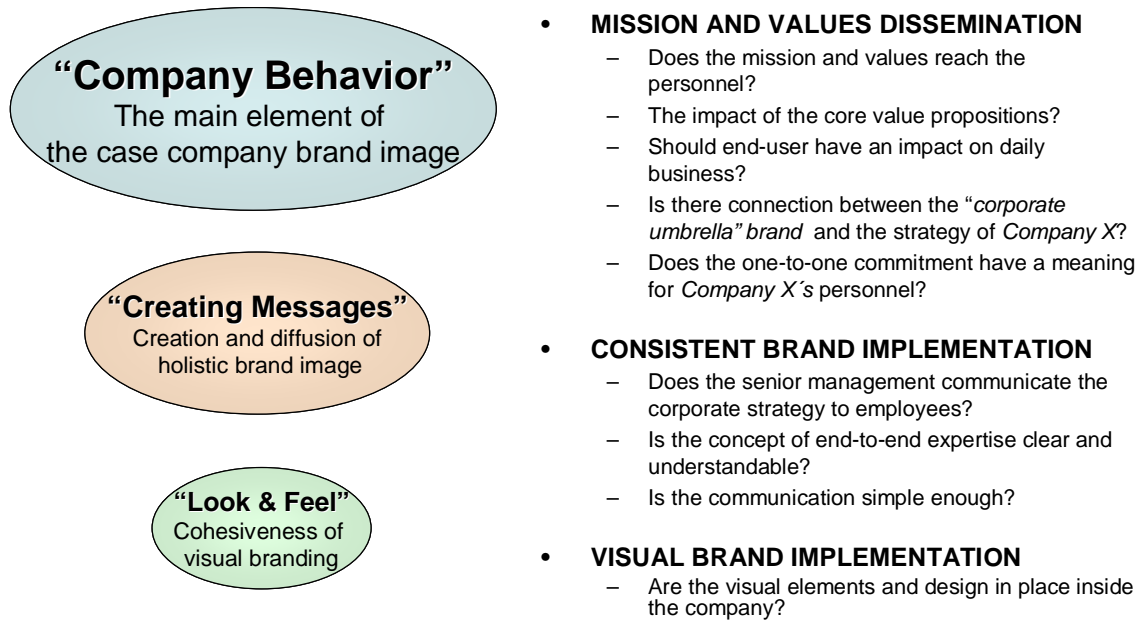 “Company Behavior”
The main element of
the case company brand image
“Creating Messages”
Creation and diffusion of
holistic brand image
“Look & Feel”
Cohesiveness of
visual branding
• MISSION AND VALUES DISSEMINATION
– Does the mission and values reach the
personnel?
– The impact of the core value propositions?
– Should end-user have an impact on daily
business?
– Is there connection between the “corporate
umbrella” brand and the strategy of Company X?
– Does the one-to-one commitment have a meaning
for Company X´s personnel?
• CONSISTENT BRAND IMPLEMENTATION
– Does the senior management communicate the
corporate strategy to employees?
– Is the concept of end-to-end expertise clear and
understandable?
– Is the communication simple enough?
• VISUAL BRAND IMPLEMENTATION
– Are the visual elements and design in place inside
the company?